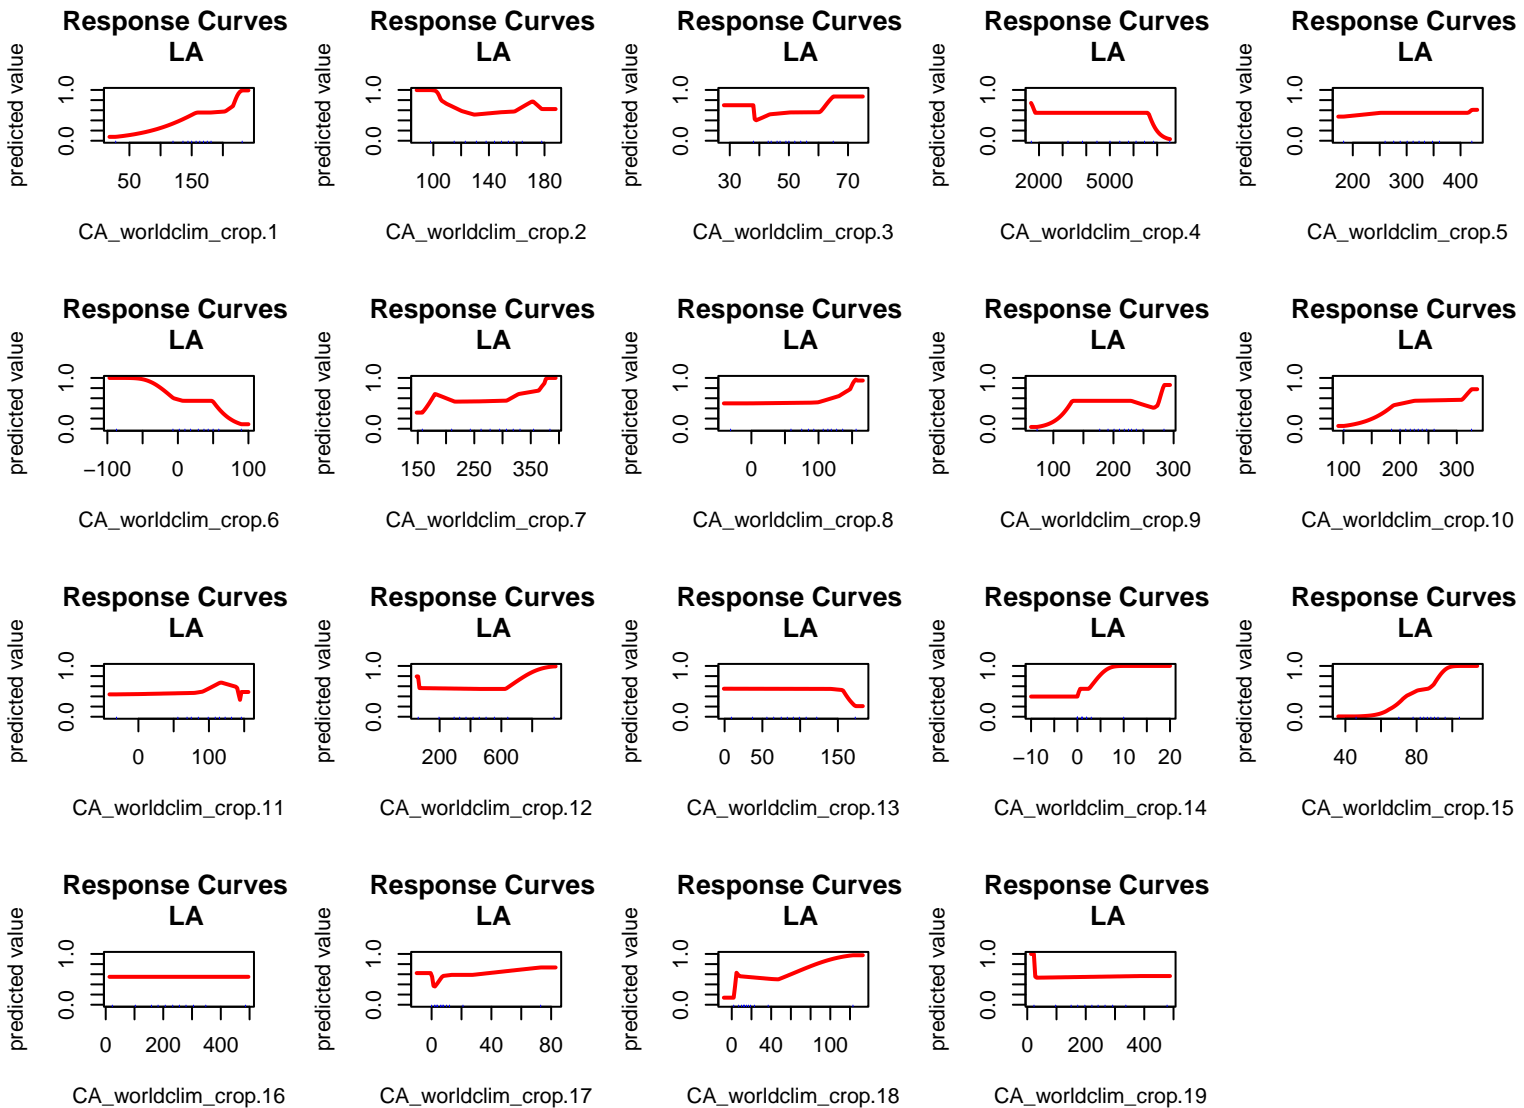 Response Curves
LA
predicted value
0.0 1.0
50 150
CA_worldclim_crop.1
Response Curves
LA
predicted value
0.0 1.0
100 140 180
CA_worldclim_crop.2
Response Curves
LA
predicted value
0.0 1.0
30 50 70
CA_worldclim_crop.3
Response Curves
LA
predicted value
0.0 1.0
2000 5000
CA_worldclim_crop.4
Response Curves
LA
predicted value
0.0 1.0
200 300 400
CA_worldclim_crop.5
Response Curves
LA
predicted value
0.0 1.0
−100 0 100
CA_worldclim_crop.6
Response Curves
LA
predicted value
0.0 1.0
150 250 350
CA_worldclim_crop.7
Response Curves
LA
predicted value
0.0 1.0
0 100
CA_worldclim_crop.8
Response Curves
LA
predicted value
0.0 1.0
100 200 300
CA_worldclim_crop.9
Response Curves
LA
predicted value
0.0 1.0
100 200 300
CA_worldclim_crop.10
Response Curves
LA
predicted value
0.0 1.0
0 100
CA_worldclim_crop.11
Response Curves
LA
predicted value
0.0 1.0
200 600
CA_worldclim_crop.12
Response Curves
LA
predicted value
0.0 1.0
0 50 150
CA_worldclim_crop.13
Response Curves
LA
predicted value
0.0 1.0
−10 0 10 20
CA_worldclim_crop.14
Response Curves
LA
predicted value
0.0 1.0
40 80
CA_worldclim_crop.15
Response Curves
LA
predicted value
0.0 1.0
0 200 400
CA_worldclim_crop.16
Response Curves
LA
predicted value
0.0 1.0
0 40 80
CA_worldclim_crop.17
Response Curves
LA
predicted value
0.0 1.0
0 40 100
CA_worldclim_crop.18
Response Curves
LA
predicted value
0.0 1.0
0 200 400
CA_worldclim_crop.19